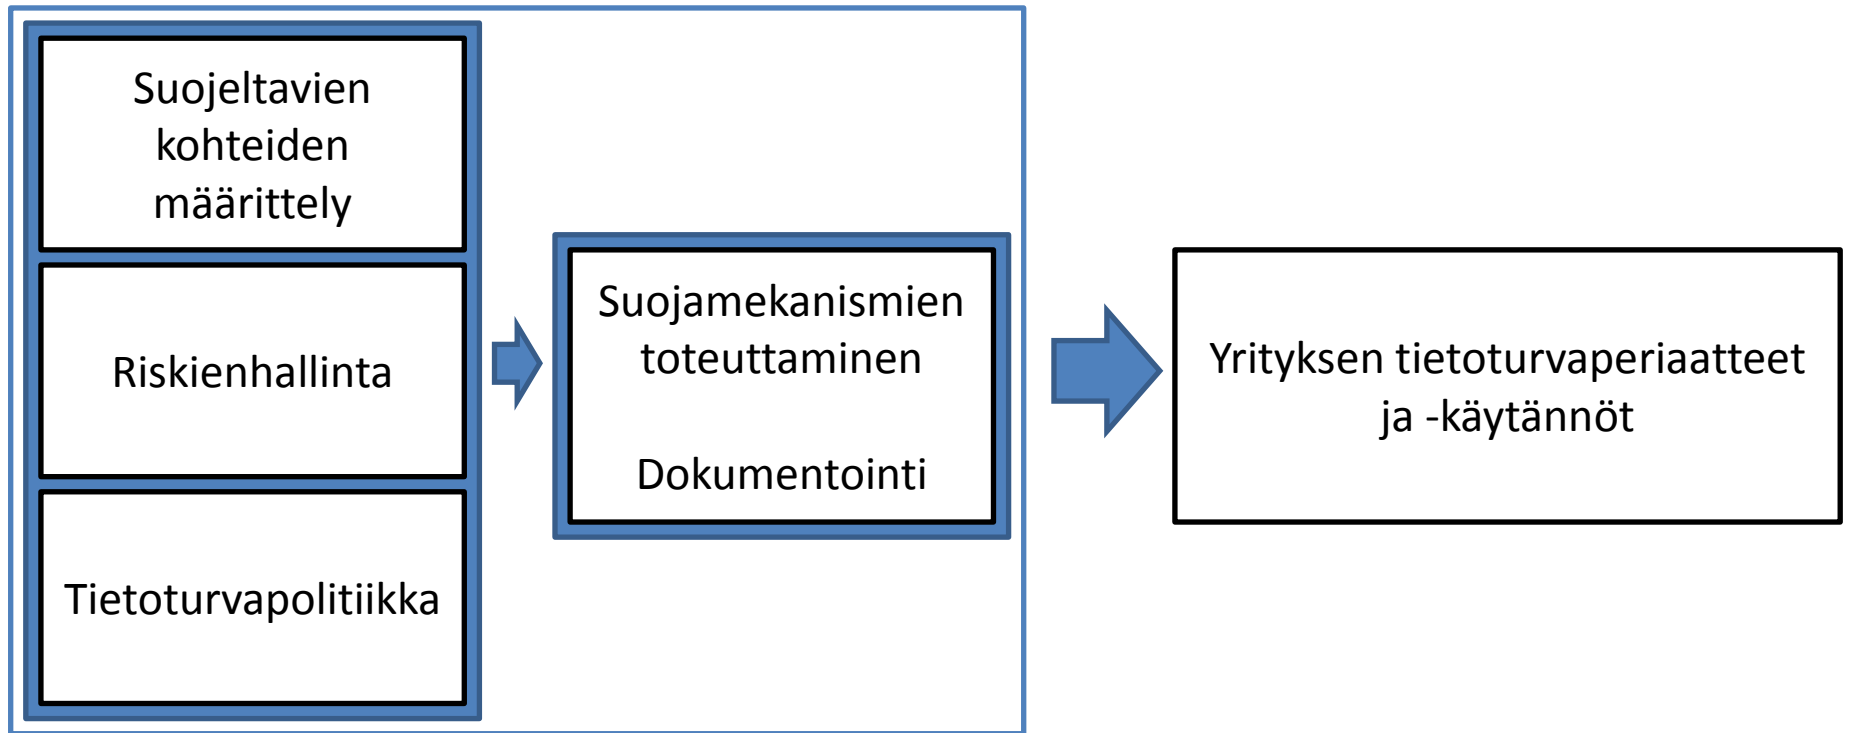 Suojeltavien
kohteiden
määrittely
Riskienhallinta
Tietoturvapolitiikka
Suojamekanismien
toteuttaminen
Dokumentointi
Yrityksen tietoturvaperiaatteet
ja -käytännöt